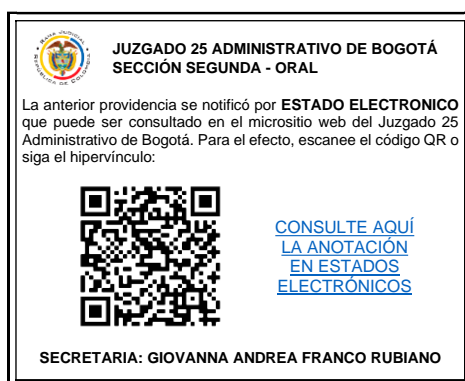 JUZGADO 25 ADMINISTRATIVO DE BOGOTÁ
SECCIÓN SEGUNDA - ORAL
La anterior providencia se notificó por ESTADO ELECTRONICO
que puede ser consultado en el micrositio web del Juzgado 25
Administrativo de Bogotá. Para el efecto, escanee el código QR o
siga el hipervínculo:
CONSULTE AQUÍ
LA ANOTACIÓN
EN ESTADOS
ELECTRÓNICOS
SECRETARIA: GIOVANNA ANDREA FRANCO RUBIANO